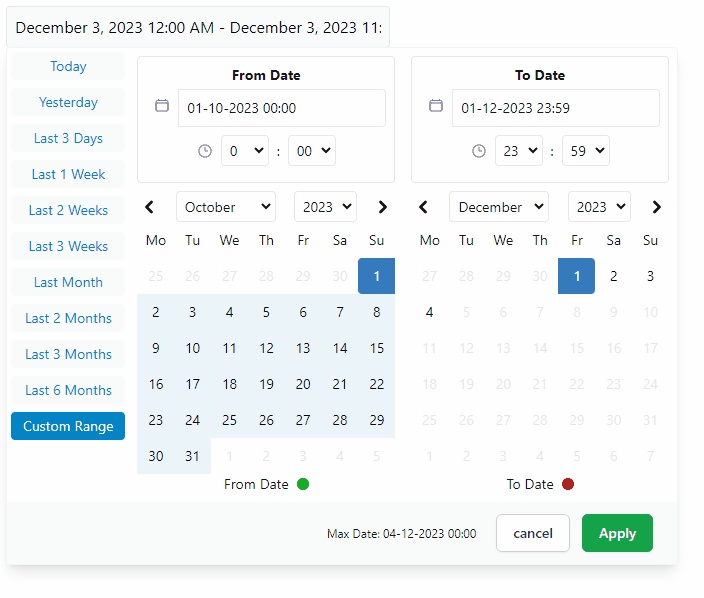 December 3, 2023 12:00 AM - December 3, 2023 11:
Today
Yesterday
Last 3 Days
Last 1 Week
Last 2 Weeks
Last 3 Weeks
Last Month
Last 2 Months
Last 3 Months
Last 6 Months
Custom Range
From Date
01-10-2023 00:00
0 : 00
October 2023
Mo Tu We Th Fr Sa Su
25 26 27 28 29 30 1
2 3 4 5 6 7 8
9 10 11 12 13 14 15
16 17 18 19 20 21 22
23 24 25 26 27 28 29
30 31 1 2 3 4 5
From Date
To Date
01-12-2023 23:59
23 : 59
December 2023
Mo Tu We Th Fr Sa Su
27 28 29 30 1 2 3
4 5 6 7 8 9 10
11 12 13 14 15 16 17
18 19 20 21 22 23 24
25 26 27 28 29 30 31
1 2 3 4 5 6 7
To Date
Max Date: 04-12-2023 00:00
cancel
Apply